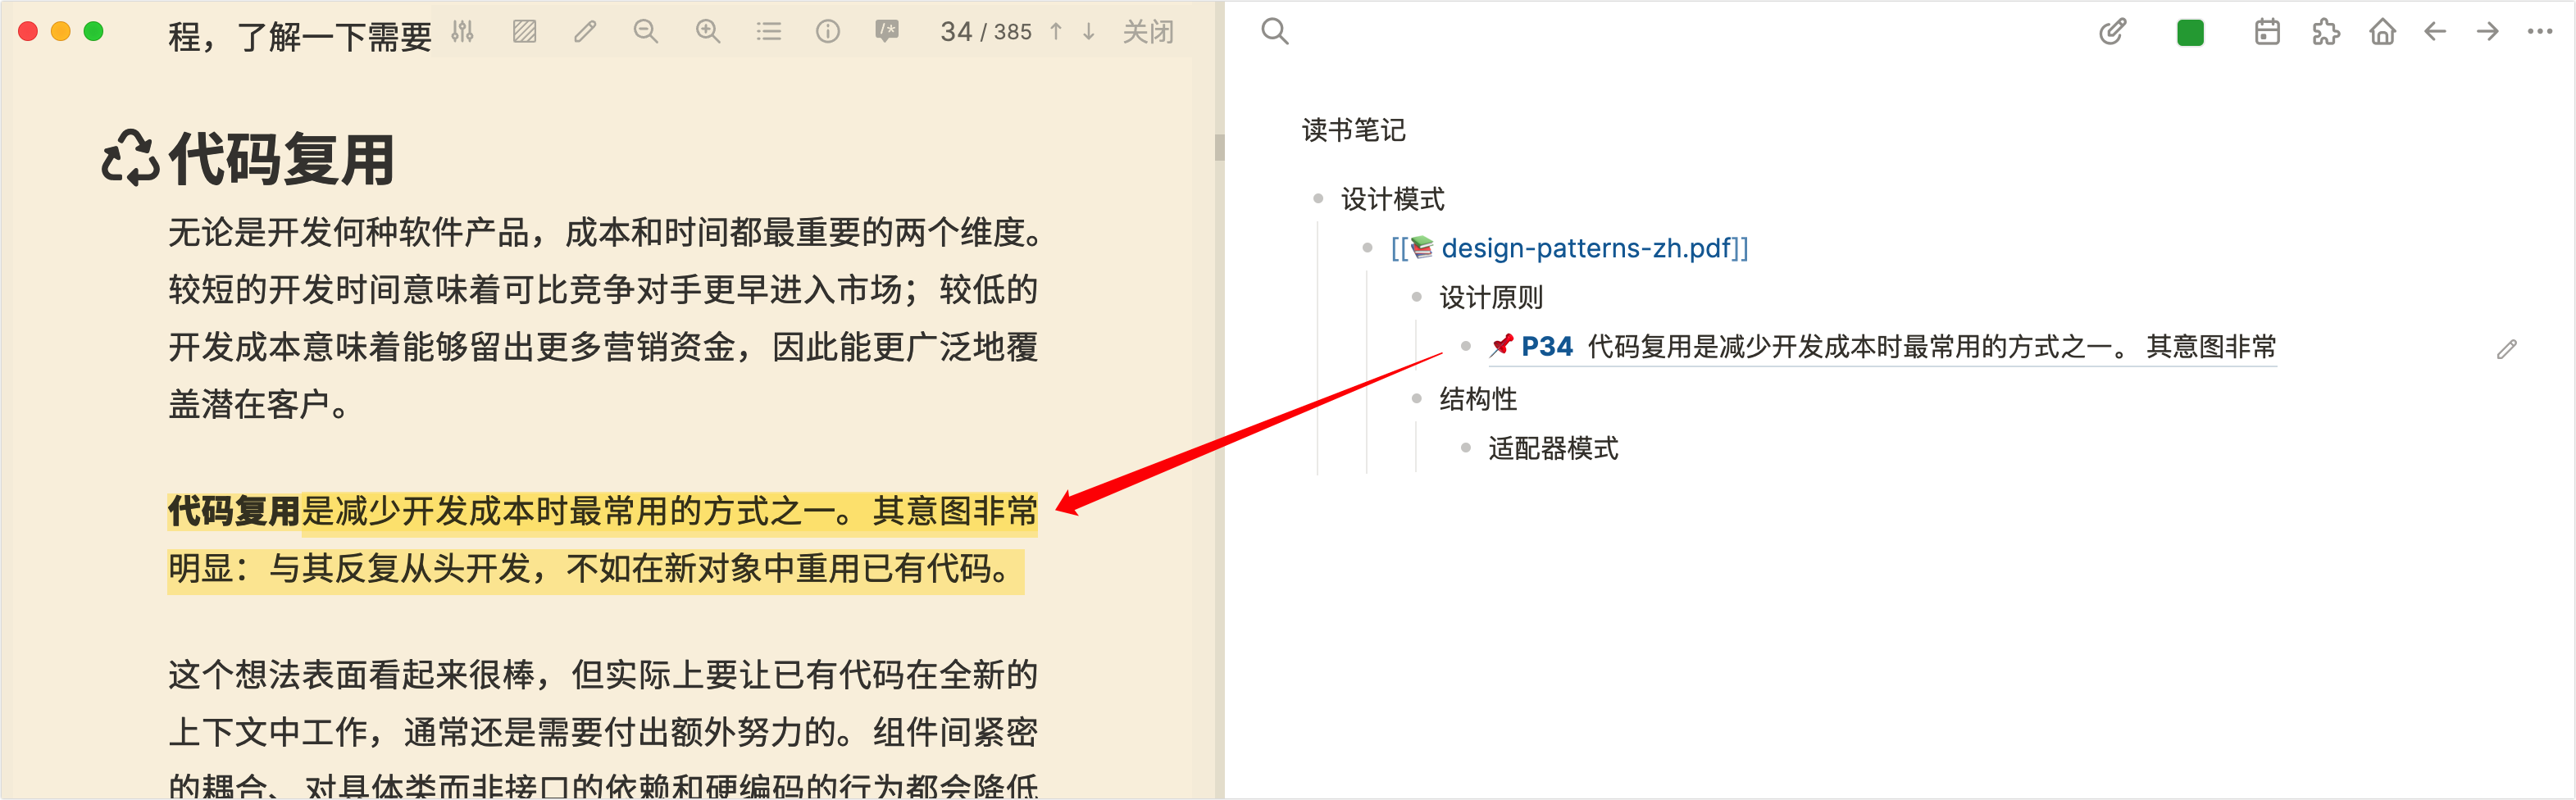 程，了解一下需要
34 / 385
关闭
代码复用
无论是开发何种软件产品，成本和时间都最重要的两个维度。
较短的开发时间意味着可比竞争对手更早进入市场；较低的
开发成本意味着能够留出更多营销资金，因此能更广泛地覆
盖潜在客户。
代码复用是减少开发成本时最常用的方式之一。其意图非常
明显：与其反复从头开发，不如在新对象中重用已有代码。
这个想法表面看起来很棒，但实际上要让已有代码在全新的
上下文中工作，通常还是需要付出额外努力的。组件间紧密
的耦合、对具体类而非接口的依赖和硬编码的行为都会降低
读书笔记
设计模式
[[📚 design-patterns-zh.pdf]]
设计原则
📌 P34 代码复用是减少开发成本时最常用的方式之一。其意图非常
结构性
适配器模式